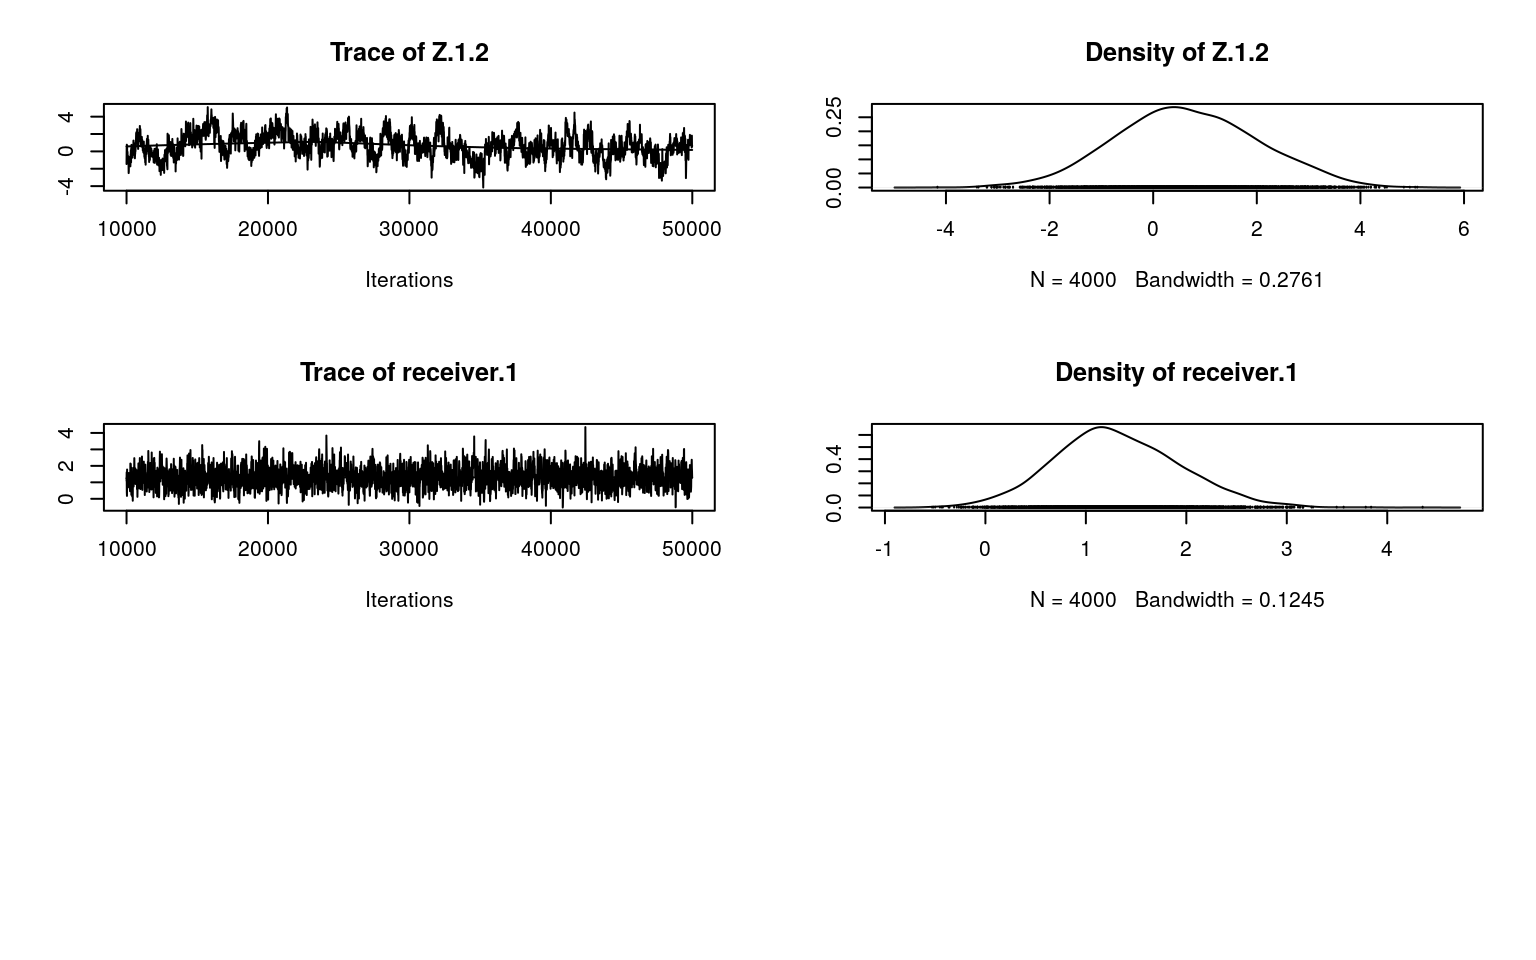 Trace of Z.1.2
4
0
-4
10000 20000 30000 40000 50000
Iterations
Density of Z.1.2
0.25
0.00
-4 -2 0 2 4 6
N = 4000 Bandwidth = 0.2761
Trace of receiver.1
4
2
0
10000 20000 30000 40000 50000
Iterations
Density of receiver.1
0.4
0.0
-1 0 1 2 3 4
N = 4000 Bandwidth = 0.1245